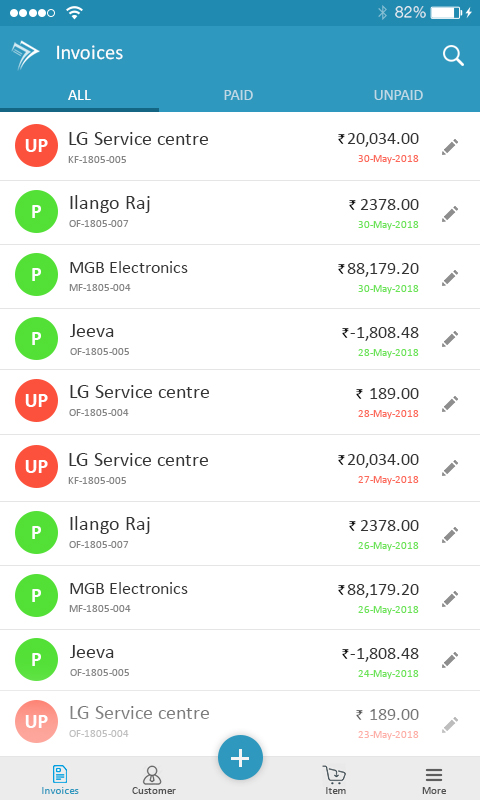 82%
Invoices
ALL PAID UNPAID
UP LG Service centre ₹20,034.00
KF-1805-005 30-May-2018
P Ilango Raj ₹ 2378.00
OF-1805-007 30-May-2018
P MGB Electronics ₹88,179.20
MF-1805-004 30-May-2018
P Jeeva ₹-1,808.48
OF-1805-005 28-May-2018
UP LG Service centre ₹ 189.00
OF-1805-004 28-May-2018
UP LG Service centre ₹20,034.00
KF-1805-005 27-May-2018
P Ilango Raj ₹ 2378.00
OF-1805-007 26-May-2018
P MGB Electronics ₹88,179.20
MF-1805-004 26-May-2018
P Jeeva ₹-1,808.48
OF-1805-005 24-May-2018
UP LG Service centre ₹ 189.00
OF-1805-004 23-May-2018
Invoices Customer Item More